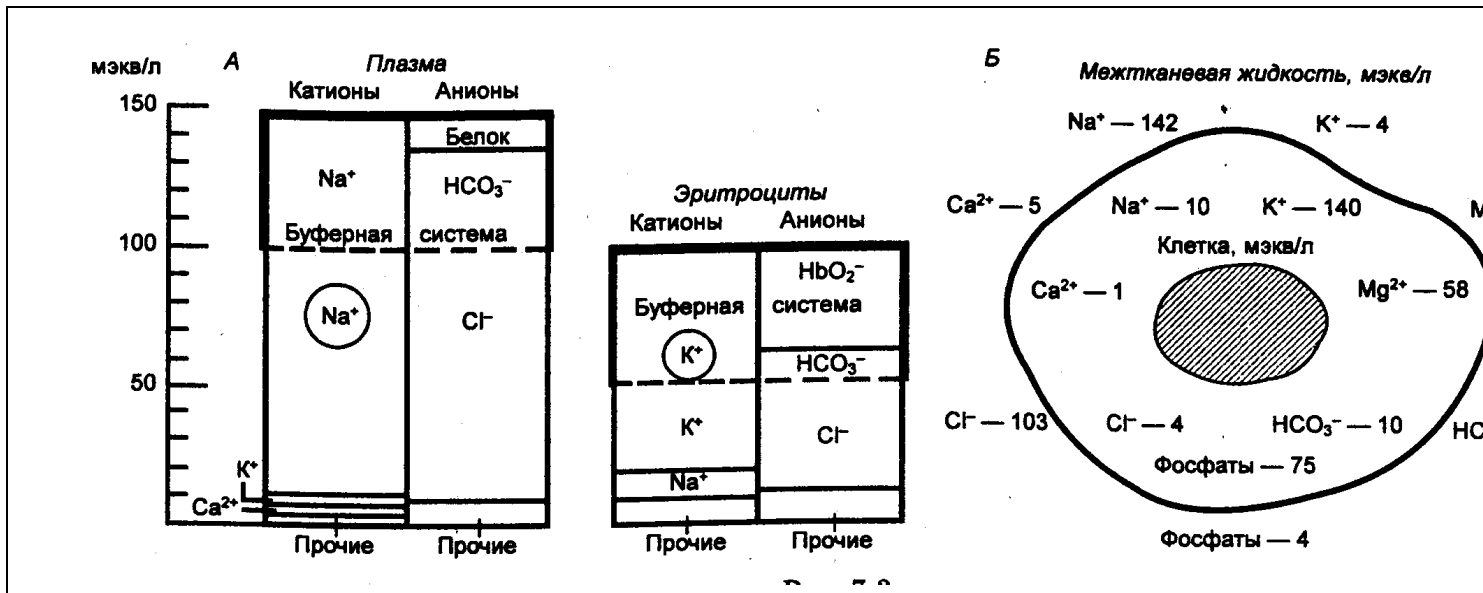 мэкв/л
А
Плазма
Катионы Анионы
150
100
50
Белок
Na⁺
HCO₃⁻
Буферная система
Na⁺
Cl⁻
K⁺
Ca²⁺
Прочие Прочие
Эритроциты
Катионы Анионы
HbO₂⁻
Буферная система
K⁺
HCO₃⁻
K⁺
Cl⁻
Na⁺
Прочие Прочие
Б
Межтканевая жидкость, мэкв/л
Na⁺ — 142 K⁺ — 4
Ca²⁺ — 5 Na⁺ — 10 K⁺ — 140
Клетка, мэкв/л
Ca²⁺ — 1 Mg²⁺ — 58
Cl⁻ — 103 Cl⁻ — 4 HCO₃⁻ — 10
Фосфаты — 75
Фосфаты — 4